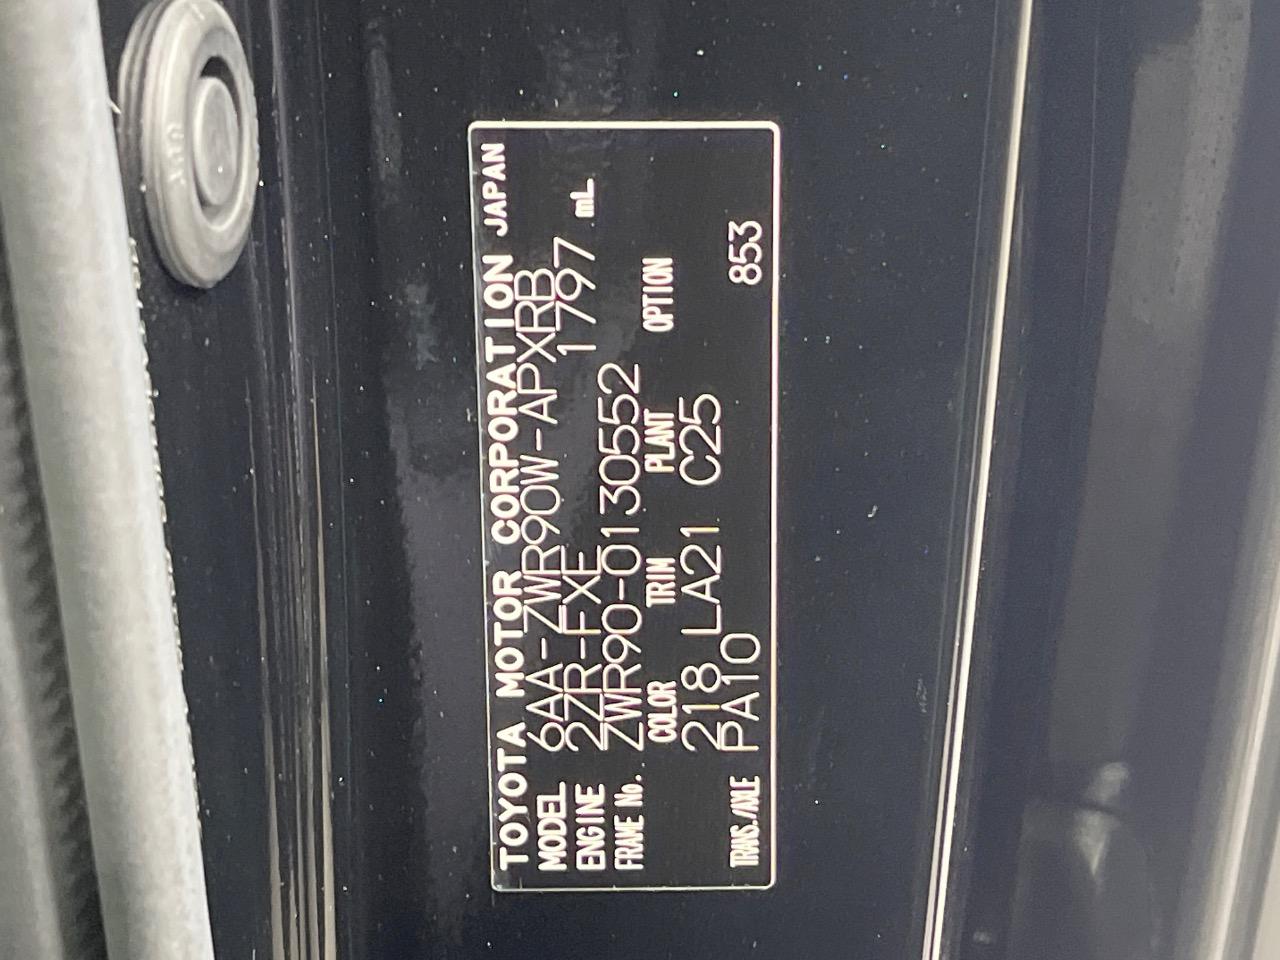 TOYOTA MOTOR CORPORATION JAPAN
MODEL 6AA-ZWR90W-APXRB
ENGINE 2ZR-FXE 1797 mL
FRAME No. ZWR90-0130552
COLOR TRIM PLANT OPTION
218 LA21 C25
TRANS./AXLE PA10 853